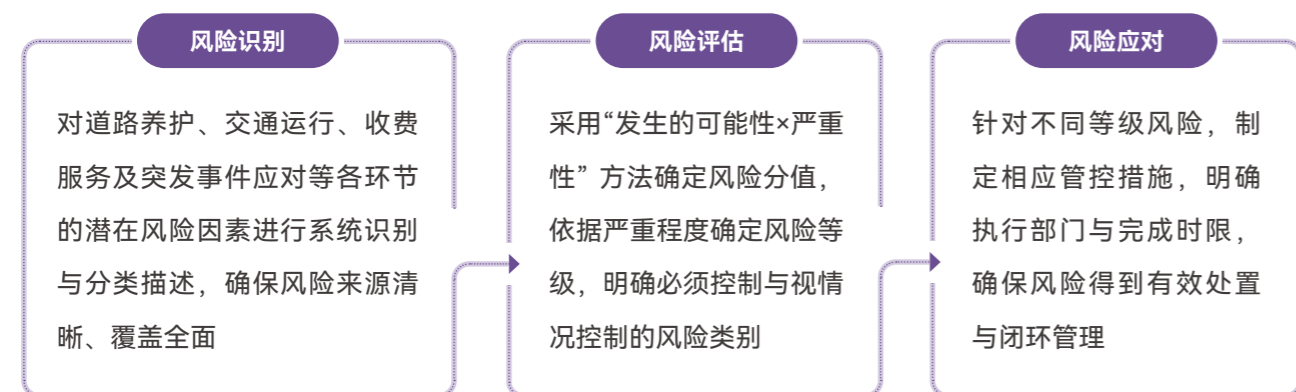 风险识别
对道路养护、交通运行、收费
服务及突发事件应对等各环节
的潜在风险因素进行系统识别
与分类描述，确保风险来源清
晰、覆盖全面
风险评估
采用“发生的可能性×严重
性”方法确定风险分值，
依据严重程度确定风险等
级，明确必须控制与视情
况控制的风险类别
风险应对
针对不同等级风险，制
定相应管控措施，明确
执行部门与完成时限，
确保风险得到有效处置
与闭环管理